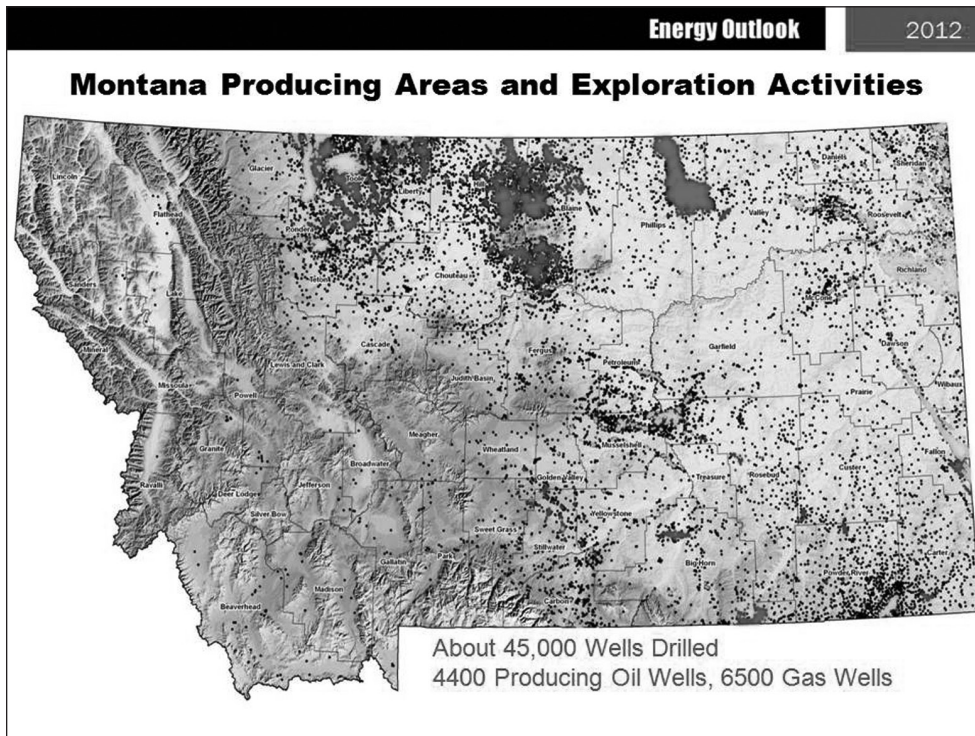 Energy Outlook 2012
Montana Producing Areas and Exploration Activities
Lincoln
Glacier
Toole
Liberty
Hill
Blaine
Daniels
Sheridan
Flathead
Phillips
Valley
Roosevelt
Pondera
Sanders
Lake
Teton
Chouteau
Richland
McCone
Mineral
Cascade
Fergus
Petroleum
Garfield
Dawson
Missoula
Lewis and Clark
Powell
Judith Basin
Prairie
Wibaux
Granite
Meagher
Wheatland
Musselshell
Ravalli
Broadwater
Golden Valley
Treasure
Rosebud
Custer
Fallon
Deer Lodge
Jefferson
Silver Bow
Sweet Grass
Yellowstone
Stillwater
Park
Gallatin
Big Horn
Carter
Powder River
Madison
Beaverhead
Carbon
About 45,000 Wells Drilled
4400 Producing Oil Wells, 6500 Gas Wells